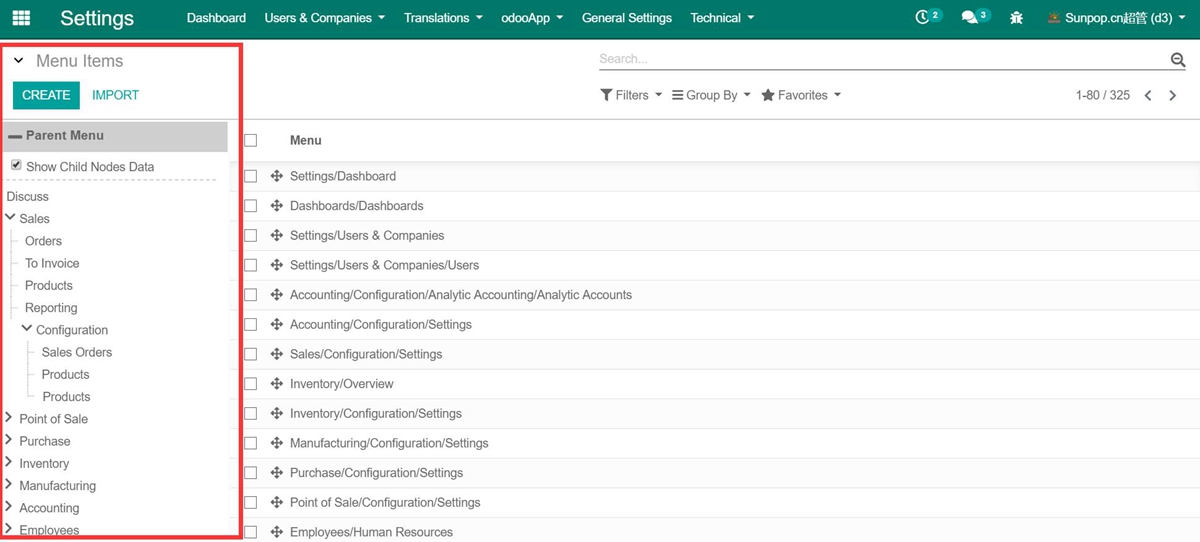 Settings Dashboard Users & Companies Translations odooApp General Settings Technical 2 3 Sunpop.cn超管 (d3)
Menu Items
Search...
CREATE IMPORT
Filters Group By Favorites 1-80 / 325
Parent Menu
Show Child Nodes Data
Discuss
Sales
Orders
To Invoice
Products
Reporting
Configuration
Sales Orders
Products
Products
Point of Sale
Purchase
Inventory
Manufacturing
Accounting
Employees
Menu
Settings/Dashboard
Dashboards/Dashboards
Settings/Users & Companies
Settings/Users & Companies/Users
Accounting/Configuration/Analytic Accounting/Analytic Accounts
Accounting/Configuration/Settings
Sales/Configuration/Settings
Inventory/Overview
Inventory/Configuration/Settings
Manufacturing/Configuration/Settings
Purchase/Configuration/Settings
Point of Sale/Configuration/Settings
Employees/Human Resources